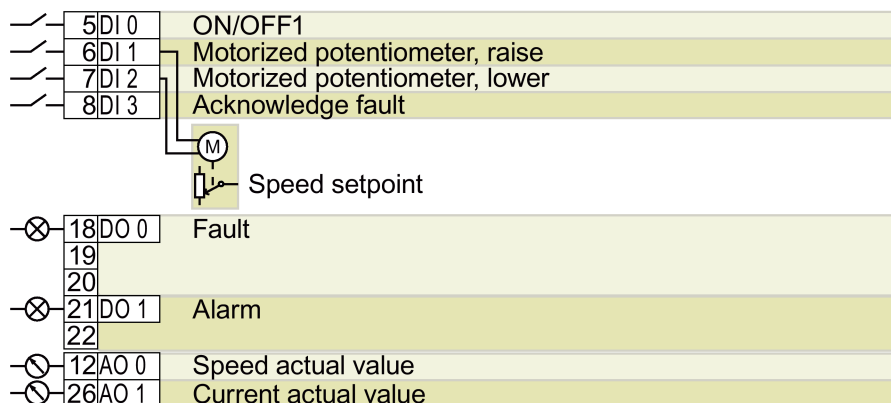 5 DI 0 ON/OFF1
6 DI 1 Motorized potentiometer, raise
7 DI 2 Motorized potentiometer, lower
8 DI 3 Acknowledge fault
M
Speed setpoint
18 DO 0 Fault
19
20
21 DO 1 Alarm
22
12 AO 0 Speed actual value
26 AO 1 Current actual value